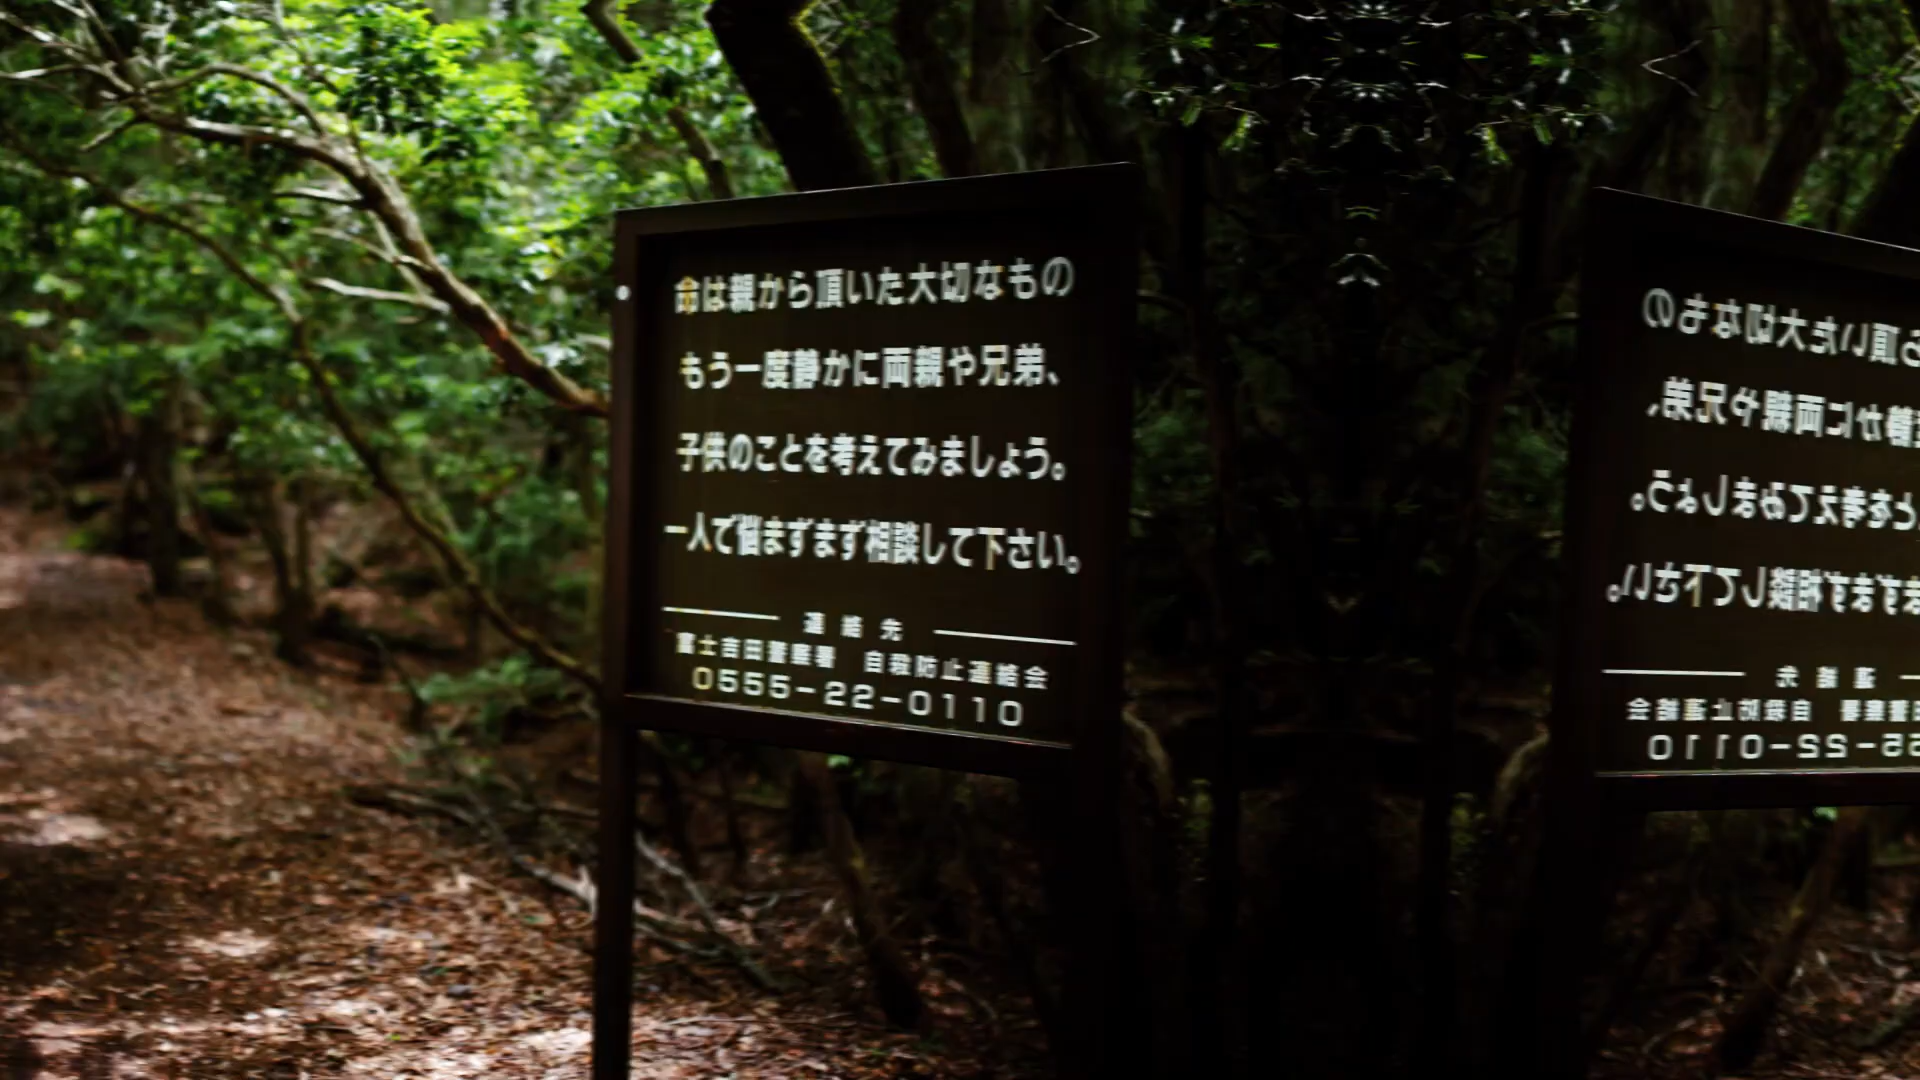 命は親から頂いた大切なもの
もう一度静かに両親や兄弟、
子供のことを考えてみましょう。
一人で悩まずまず相談して下さい。
連絡先
富士吉田警察署 自殺防止連絡会
0555-22-0110